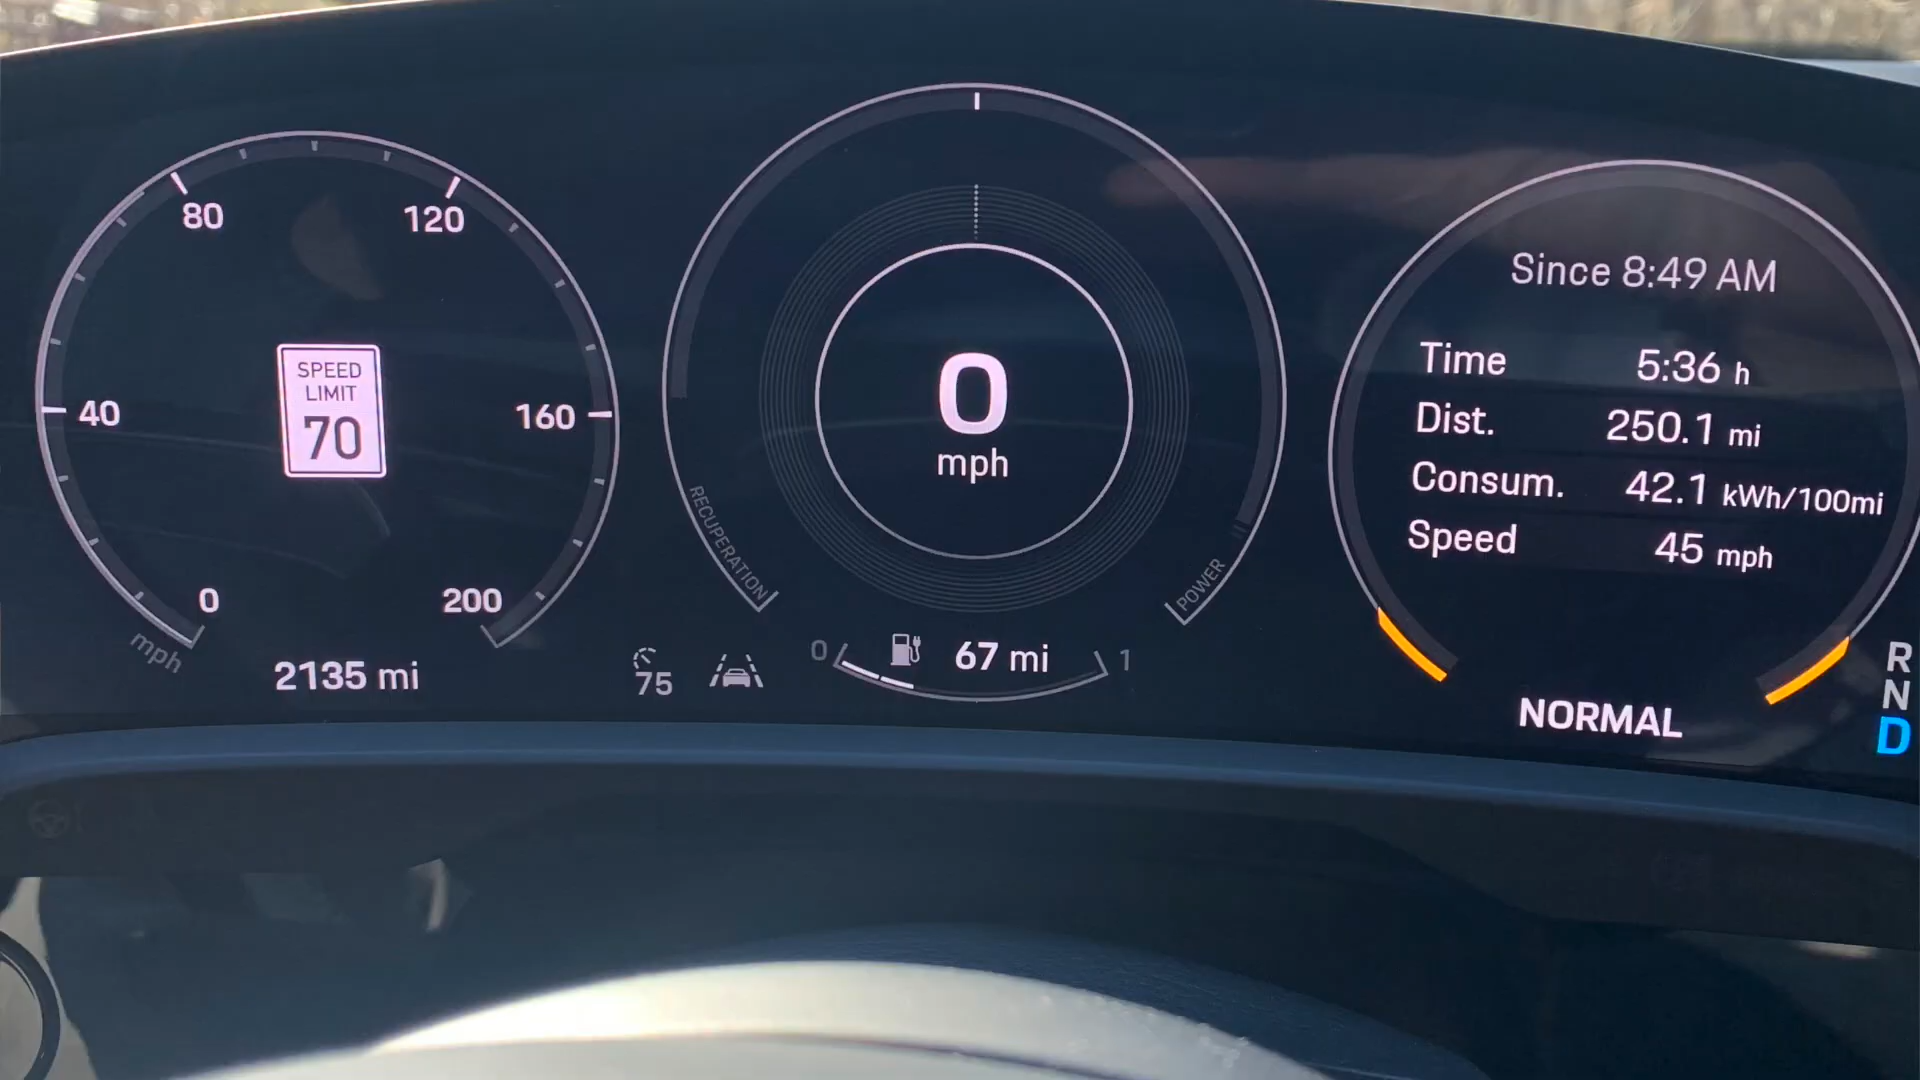 80
120
40
160
0
200
mph
SPEED
LIMIT
70
2135 mi
75
0
mph
RECUPERATION
POWER
0
67 mi
1
Since 8:49 AM
Time 5:36 h
Dist. 250.1 mi
Consum. 42.1 kWh/100mi
Speed 45 mph
NORMAL
R
N
D